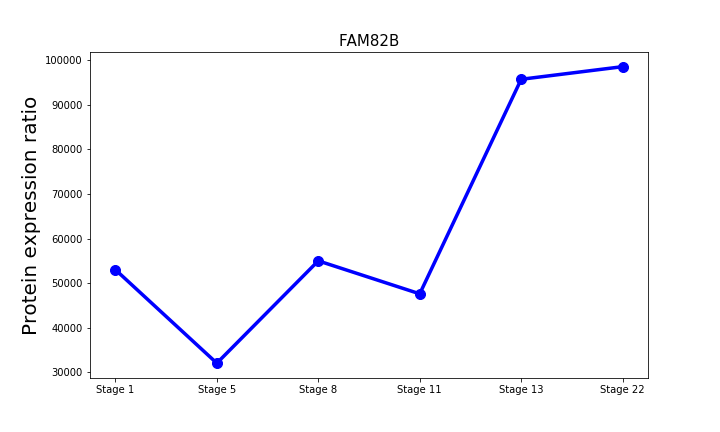 FAM82B
Protein expression ratio
100000
90000
80000
70000
60000
50000
40000
30000
Stage 1
Stage 5
Stage 8
Stage 11
Stage 13
Stage 22